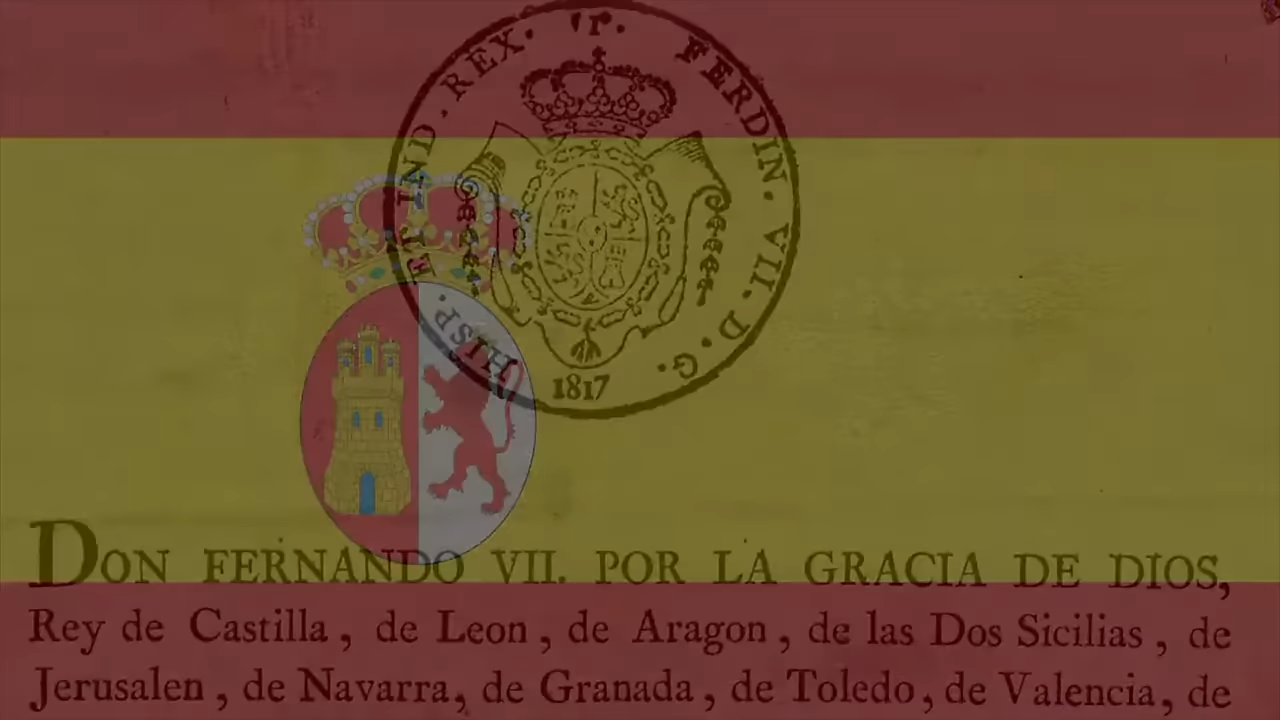 FERDIN. VII. D. G. HISP. ET IND. REX.
1817
DON FERNANDO VII. POR LA GRACIA DE DIOS,
Rey de Castilla, de Leon, de Aragon, de las Dos Sicilias, de
Jerusalen, de Navarra, de Granada, de Toledo, de Valencia, de